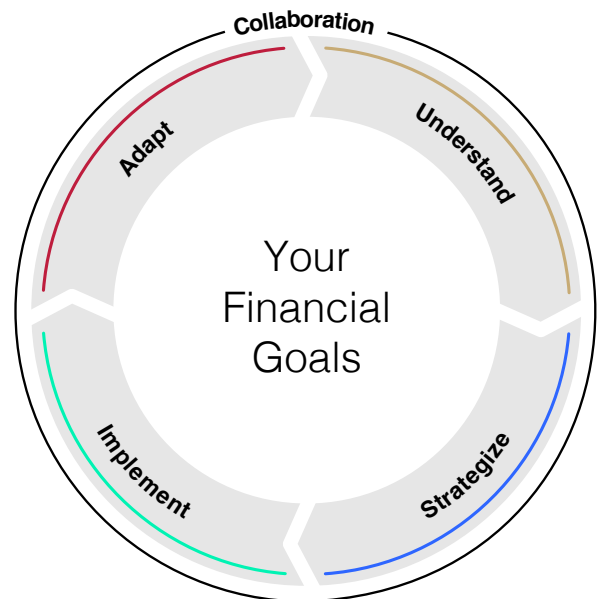 Collaboration
Understand
Strategize
Implement
Adapt
Your
Financial
Goals